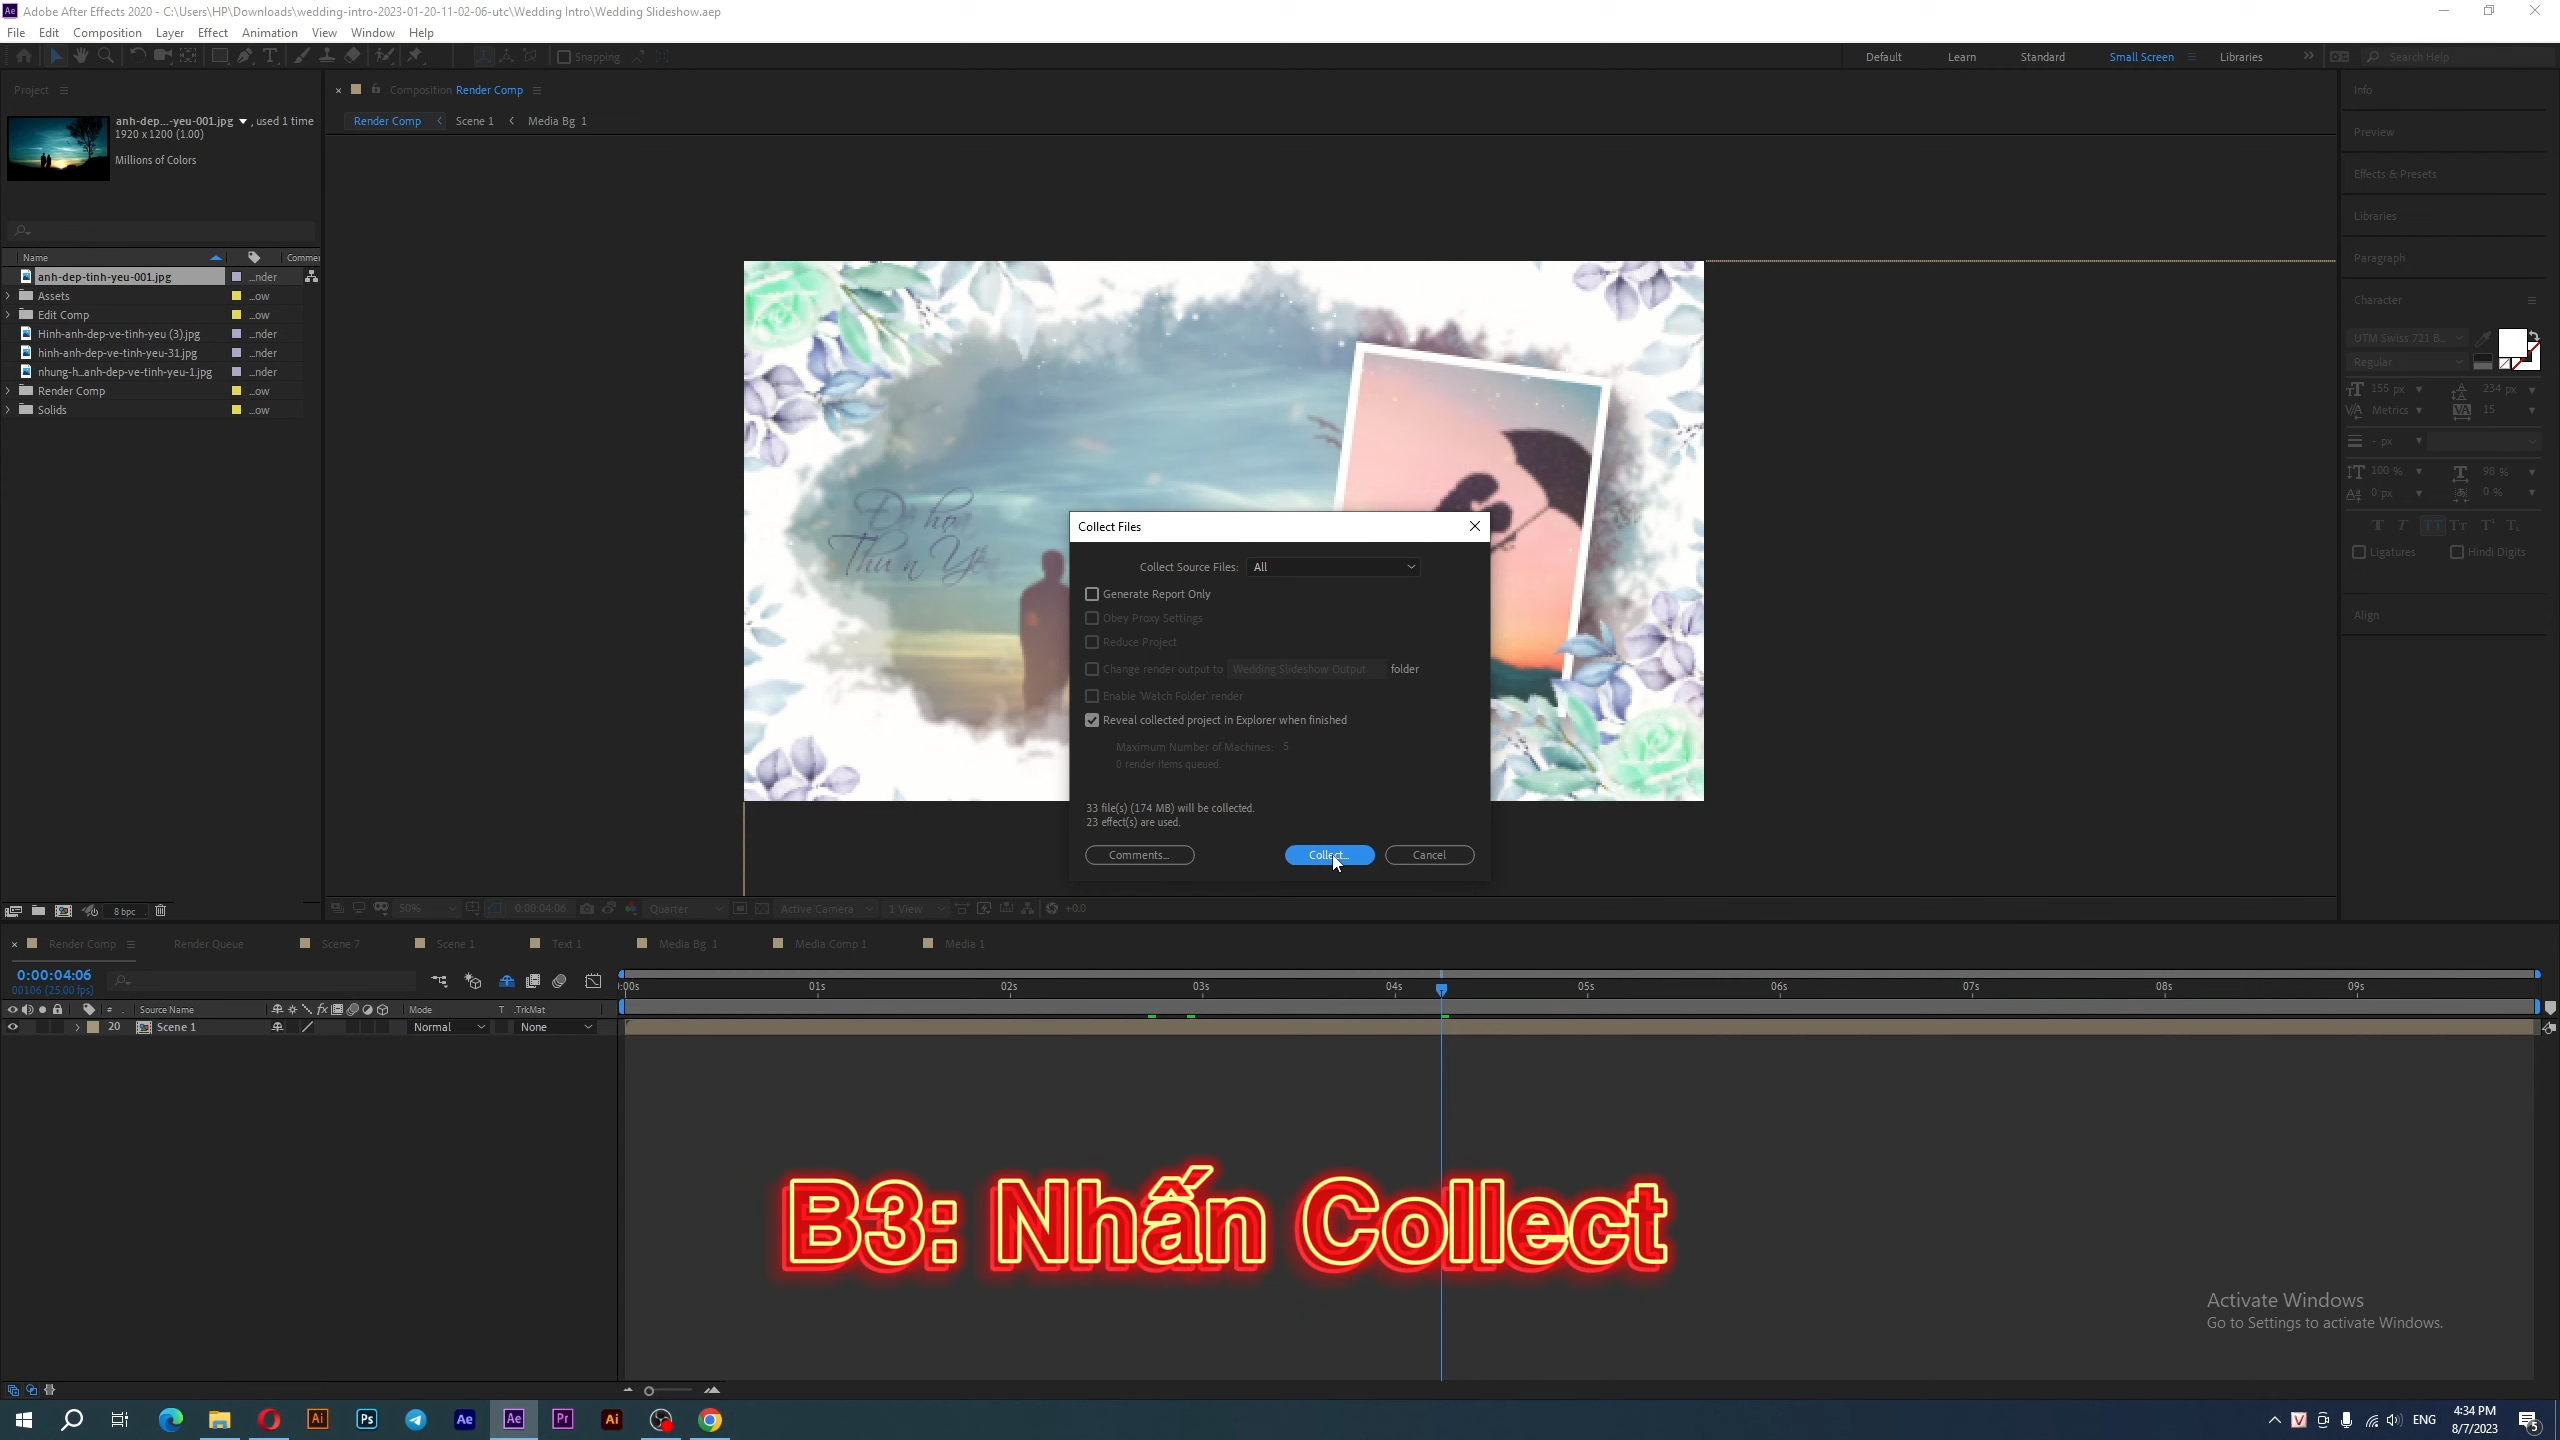 Adobe After Effects 2020 - C:\Users\HP\Downloads\wedding-intro-2023-01-20-11-02-06-utc\Wedding Intro\Wedding Slideshow.aep
File Edit Composition Layer Effect Animation View Window Help
Snapping
Default Learn Standard Small Screen Libraries
Search Help
Project
anh-dep...-yeu-001.jpg , used 1 time
1920 x 1200 (1.00)
Millions of Colors
Name Commen
anh-dep-tinh-yeu-001.jpg ...nder
Assets ...ow
Edit Comp ...ow
Hinh-anh-dep-ve-tinh-yeu (3).jpg ...nder
hinh-anh-dep-ve-tinh-yeu-31.jpg ...nder
nhung-h...anh-dep-ve-tinh-yeu-1.jpg ...nder
Render Comp ...ow
Solids ...ow
8 bpc
Composition Render Comp
Render Comp Scene 1 Media Bg 1
Collect Files
Collect Source Files: All
Generate Report Only
Obey Proxy Settings
Reduce Project
Change render output to Wedding Slideshow Output folder
Enable 'Watch Folder' render
Reveal collected project in Explorer when finished
Maximum Number of Machines: 5
0 render items queued.
33 file(s) (174 MB) will be collected.
23 effect(s) are used.
Comments... Collect... Cancel
50% 0:00:04:06 Quarter Active Camera 1 View +0.0
Info
Preview
Effects & Presets
Libraries
Paragraph
Character
UTM Swiss 721 B...
Regular
155 px 234 px
Metrics 15
- px
100 % 98 %
0 px 0 %
Ligatures Hindi Digits
Align
Render Comp Render Queue Scene 7 Scene 1 Text 1 Media Bg 1 Media Comp 1 Media 1
0:00:04:06
00106 (25.00 fps)
:00s 01s 02s 03s 04s 05s 06s 07s 08s 09s
# Source Name Mode T .TrkMat
20 Scene 1 Normal None
B3: Nhấn Collect
Activate Windows
Go to Settings to activate Windows.
ENG
4:34 PM
8/7/2023
5